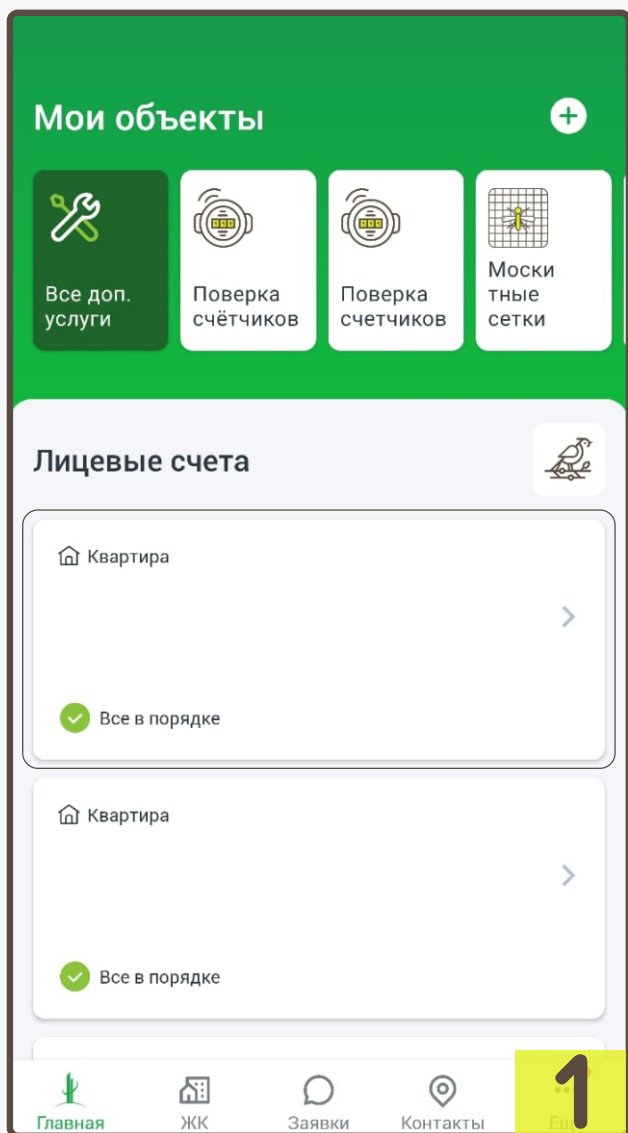 Мои объекты
Все доп.
услуги
Поверка
счётчиков
Поверка
счетчиков
Моски
тные
сетки
Лицевые счета
Квартира
Все в порядке
Квартира
Все в порядке
Главная
ЖК
Заявки
Контакты
1